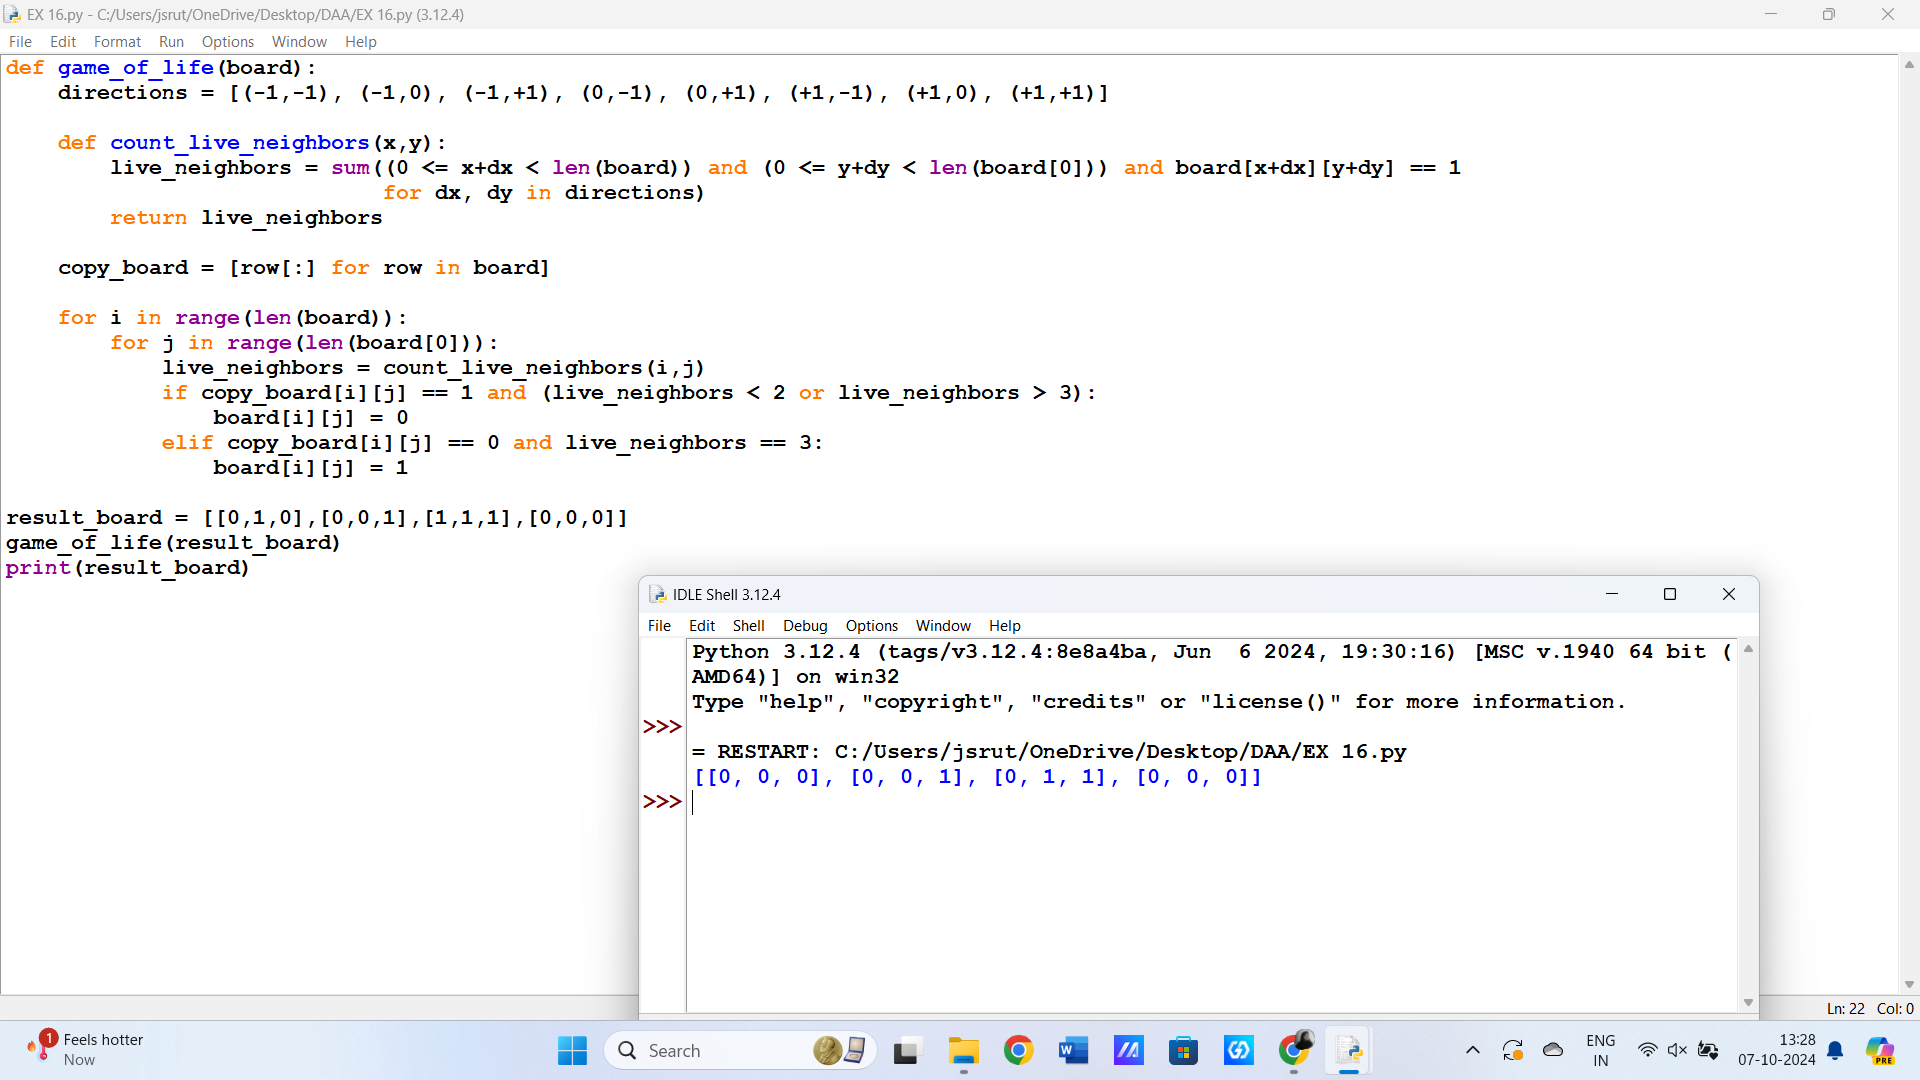 EX 16.py - C:/Users/jsrut/OneDrive/Desktop/DAA/EX 16.py (3.12.4)
File Edit Format Run Options Window Help
def game_of_life(board):
    directions = [(-1,-1), (-1,0), (-1,+1), (0,-1), (0,+1), (+1,-1), (+1,0), (+1,+1)]
    def count_live_neighbors(x,y):
        live_neighbors = sum((0 <= x+dx < len(board)) and (0 <= y+dy < len(board[0])) and board[x+dx][y+dy] == 1
                             for dx, dy in directions)
        return live_neighbors
    copy_board = [row[:] for row in board]
    for i in range(len(board)):
        for j in range(len(board[0])):
            live_neighbors = count_live_neighbors(i,j)
            if copy_board[i][j] == 1 and (live_neighbors < 2 or live_neighbors > 3):
                board[i][j] = 0
            elif copy_board[i][j] == 0 and live_neighbors == 3:
                board[i][j] = 1
result_board = [[0,1,0],[0,0,1],[1,1,1],[0,0,0]]
game_of_life(result_board)
print(result_board)
IDLE Shell 3.12.4
File Edit Shell Debug Options Window Help
Python 3.12.4 (tags/v3.12.4:8e8a4ba, Jun  6 2024, 19:30:16) [MSC v.1940 64 bit (
AMD64)] on win32
Type "help", "copyright", "credits" or "license()" for more information.
>>>
= RESTART: C:/Users/jsrut/OneDrive/Desktop/DAA/EX 16.py
[[0, 0, 0], [0, 0, 1], [0, 1, 1], [0, 0, 0]]
>>>
Ln: 22 Col: 0
1
Feels hotter
Now
Search
W
ENG
IN
13:28
07-10-2024
PRE